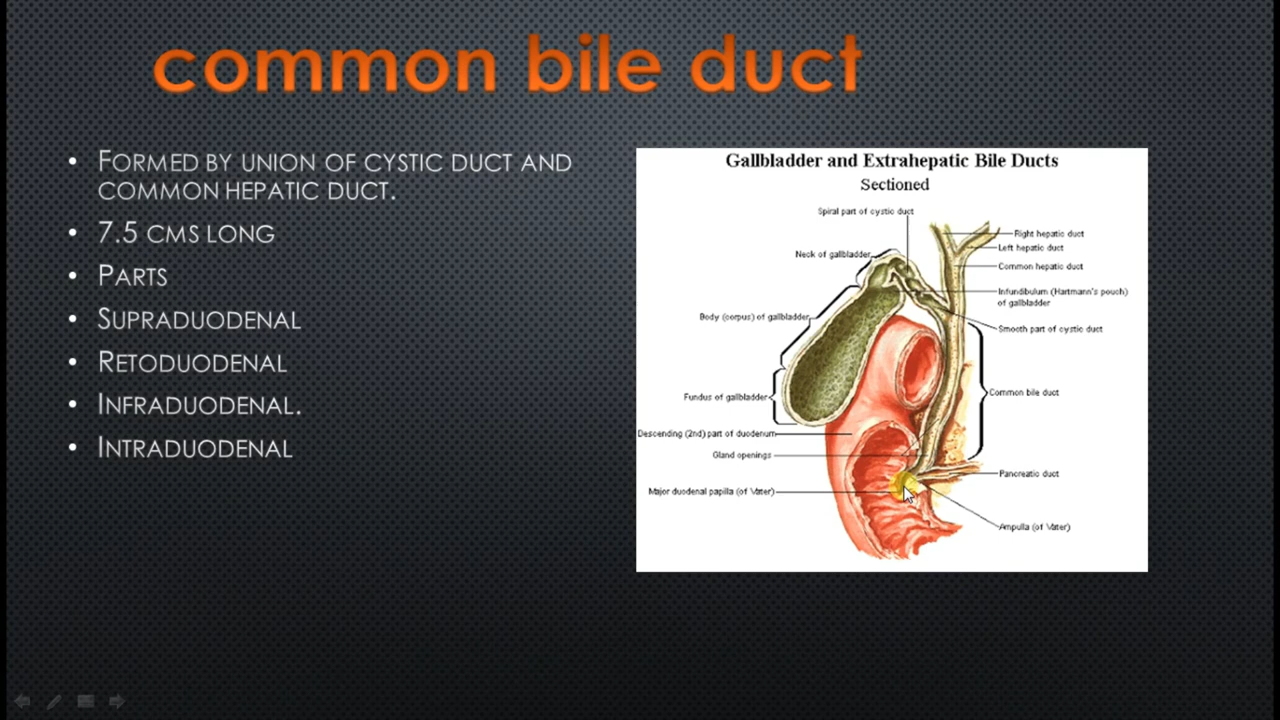 common bile duct
• FORMED BY UNION OF CYSTIC DUCT AND
COMMON HEPATIC DUCT.
• 7.5 CMS LONG
• PARTS
• SUPRADUODENAL
• RETODUODENAL
• INFRADUODENAL.
• INTRADUODENAL
Gallbladder and Extrahepatic Bile Ducts
Sectioned
Spiral part of cystic duct
Right hepatic duct
Left hepatic duct
Neck of gallbladder
Common hepatic duct
Infundibulum (Hartmann's pouch)
of gallbladder
Body (corpus) of gallbladder
Smooth part of cystic duct
Common bile duct
Fundus of gallbladder
Descending (2nd) part of duodenum
Gland openings
Pancreatic duct
Major duodenal papilla (of Vater)
Ampulla (of Vater)